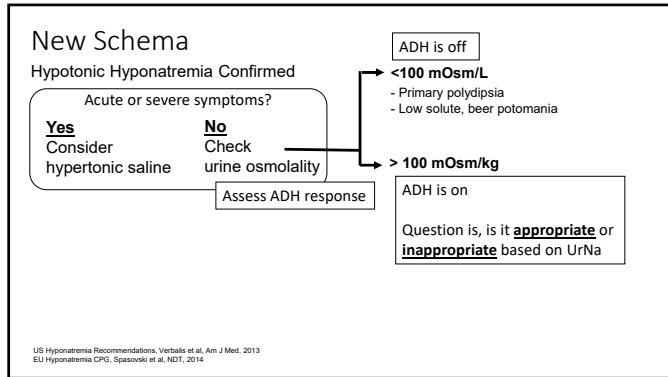 New Schema
Hypotonic Hyponatremia Confirmed
Acute or severe symptoms?
Yes
Consider
hypertonic saline
No
Check
urine osmolality
Assess ADH response
ADH is off
<100 mOsm/L
- Primary polydipsia
- Low solute, beer potomania
> 100 mOsm/kg
ADH is on
Question is, is it appropriate or
inappropriate based on UrNa
US Hyponatremia Recommendations, Verbalis et al, Am J Med, 2013
EU Hyponatremia CPG, Spasovski et al, NDT, 2014